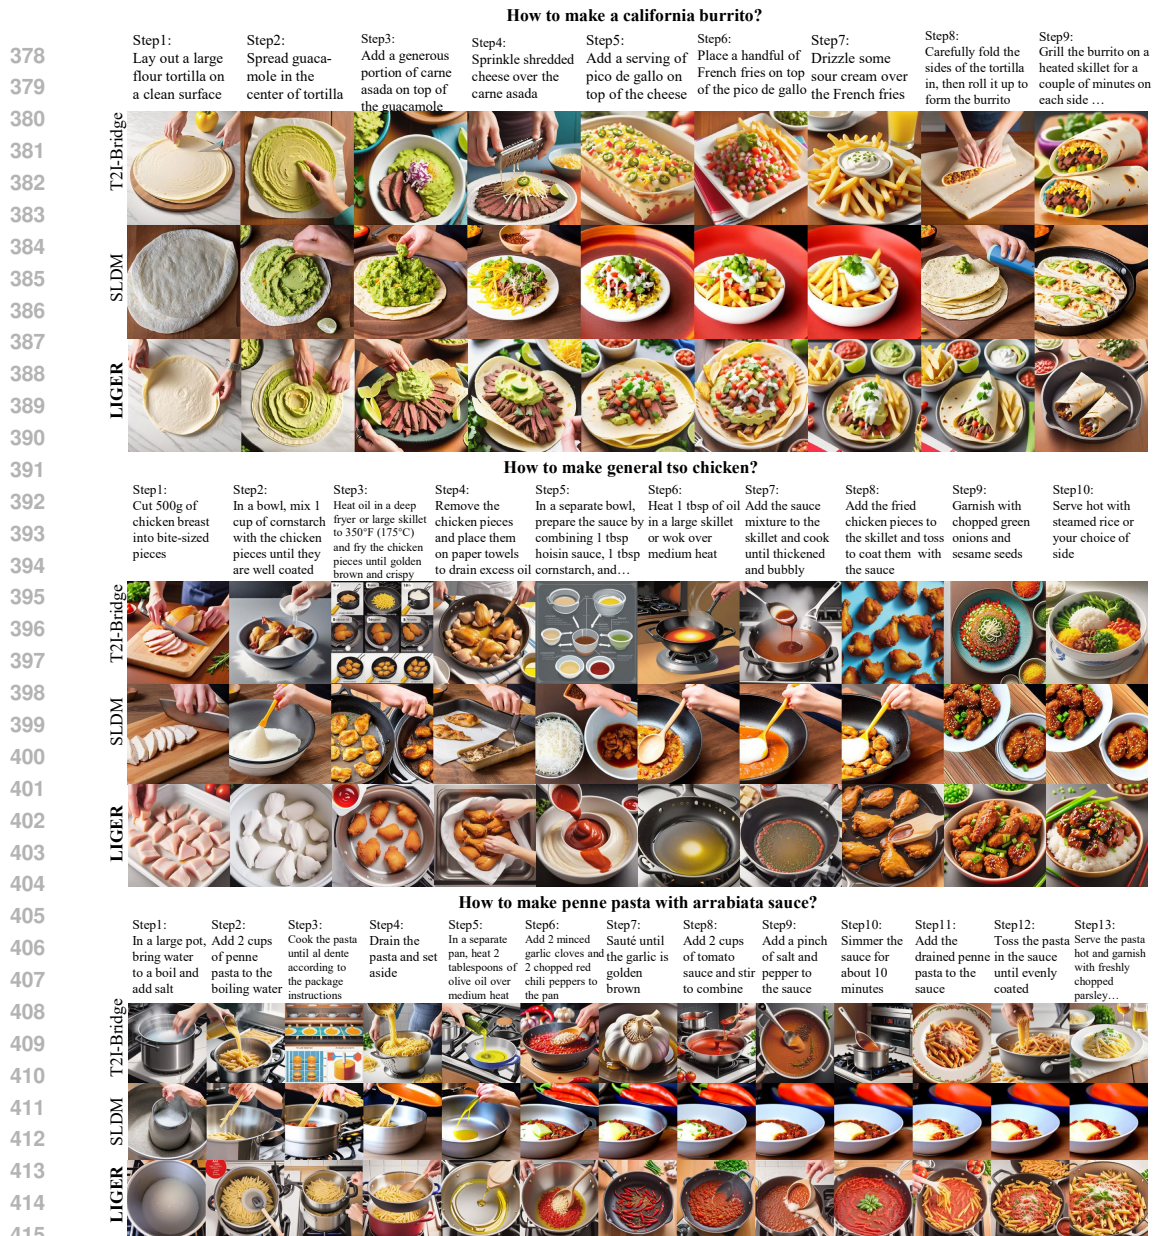 How to make a california burrito?
Step1:
Lay out a large
flour tortilla on
a clean surface
Step2:
Spread guaca-
mole in the
center of tortilla
Step3:
Add a generous
portion of carne
asada on top of
the guacamole
Step4:
Sprinkle shredded
cheese over the
carne asada
Step5:
Add a serving of
pico de gallo on
top of the cheese
Step6:
Place a handful of
French fries on top
of the pico de gallo
Step7:
Drizzle some
sour cream over
the French fries
Step8:
Carefully fold the
sides of the tortilla
in, then roll it up to
form the burrito
Step9:
Grill the burrito on a
heated skillet for a
couple of minutes on
each side …
T2I-Bridge
SLDM
LIGER
How to make general tso chicken?
Step1:
Cut 500g of
chicken breast
into bite-sized
pieces
Step2:
In a bowl, mix 1
cup of cornstarch
with the chicken
pieces until they
are well coated
Step3:
Heat oil in a deep
fryer or large skillet
to 350°F (175°C)
and fry the chicken
pieces until golden
brown and crispy
Step4:
Remove the
chicken pieces
and place them
on paper towels
to drain excess oil
Step5:
In a separate bowl,
prepare the sauce by
combining 1 tbsp
hoisin sauce, 1 tbsp
cornstarch, and…
Step6:
Heat 1 tbsp of oil
in a large skillet
or wok over
medium heat
Step7:
Add the sauce
mixture to the
skillet and cook
until thickened
and bubbly
Step8:
Add the fried
chicken pieces to
the skillet and toss
to coat them with
the sauce
Step9:
Garnish with
chopped green
onions and
sesame seeds
Step10:
Serve hot with
steamed rice or
your choice of
side
T2I-Bridge
SLDM
LIGER
How to make penne pasta with arrabiata sauce?
Step1:
In a large pot,
bring water
to a boil and
add salt
Step2:
Add 2 cups
of penne
pasta to the
boiling water
Step3:
Cook the pasta
until al dente
according to
the package
instructions
Step4:
Drain the
pasta and set
aside
Step5:
In a separate
pan, heat 2
tablespoons of
olive oil over
medium heat
Step6:
Add 2 minced
garlic cloves and
2 chopped red
chili peppers to
the pan
Step7:
Sauté until
the garlic is
golden
brown
Step8:
Add 2 cups
of tomato
sauce and stir
to combine
Step9:
Add a pinch
of salt and
pepper to
the sauce
Step10:
Simmer the
sauce for
about 10
minutes
Step11:
Add the
drained penne
pasta to the
sauce
Step12:
Toss the pasta
in the sauce
until evenly
coated
Step13:
Serve the pasta
hot and garnish
with freshly
chopped
parsley…
T2I-Bridge
SLDM
LIGER
378
379
380
381
382
383
384
385
386
387
388
389
390
391
392
393
394
395
396
397
398
399
400
401
402
403
404
405
406
407
408
409
410
411
412
413
414
415